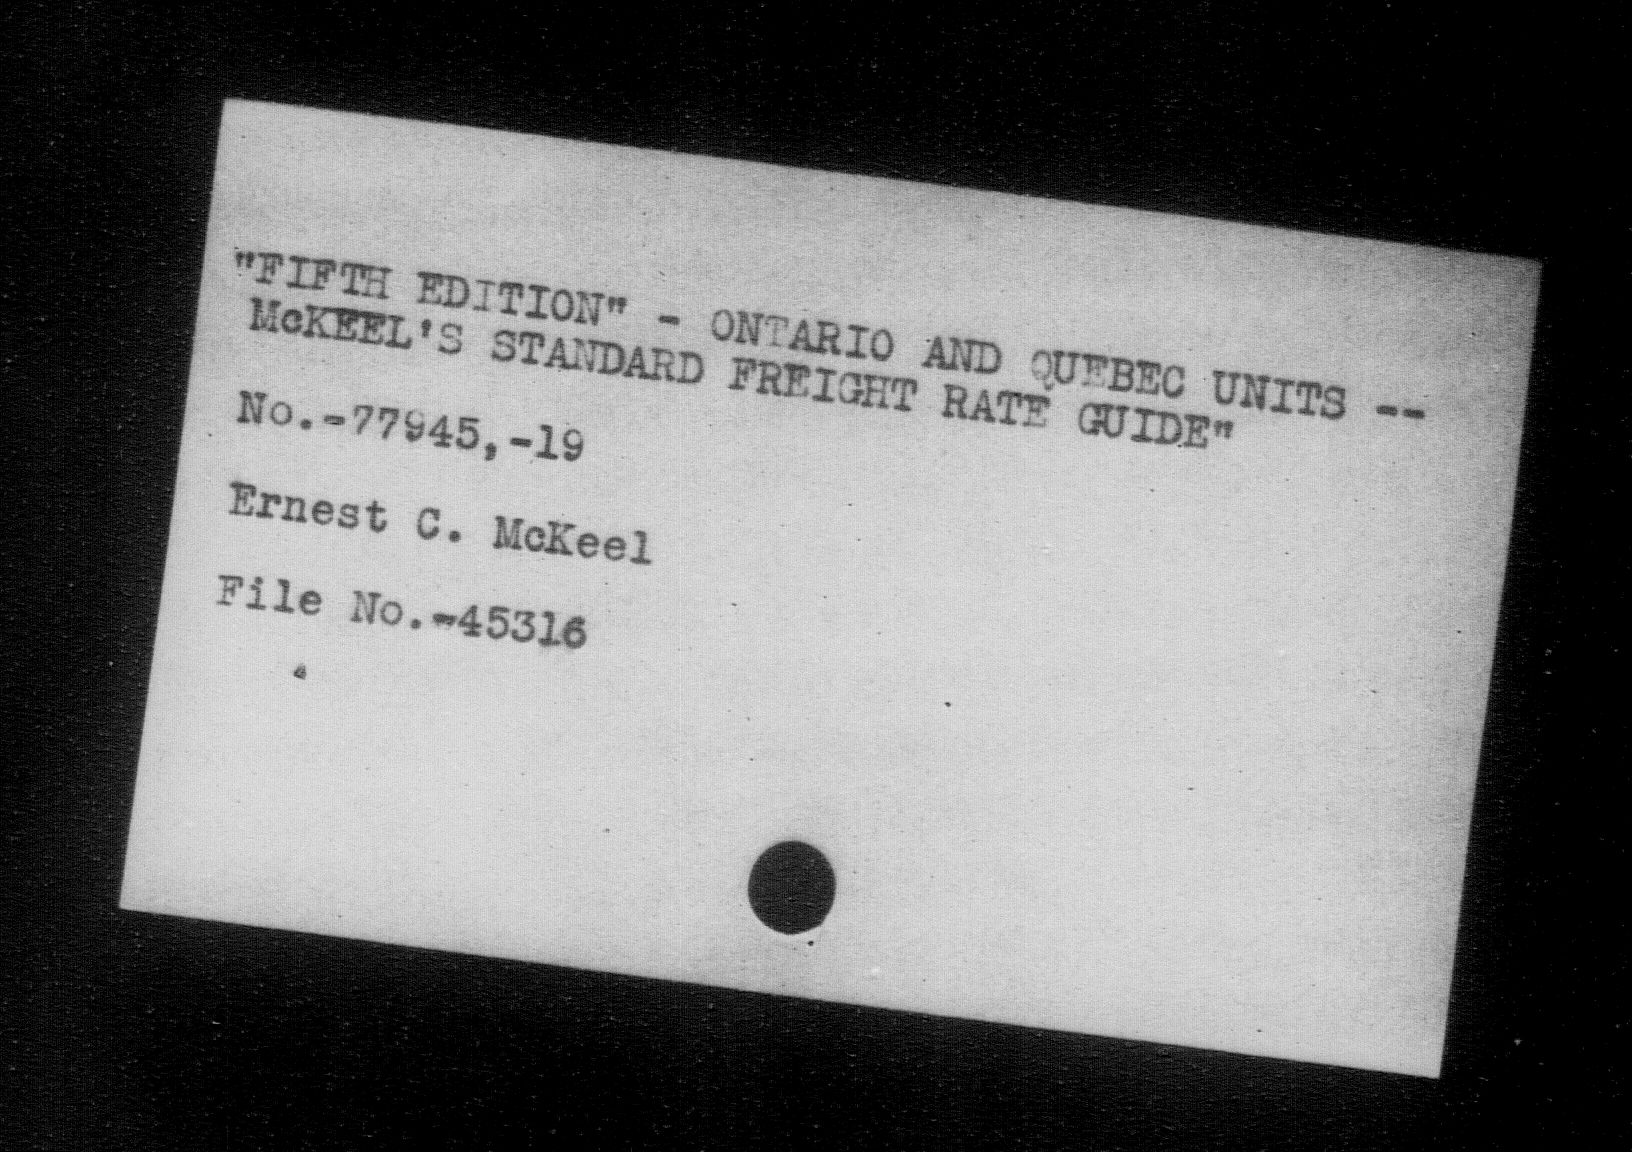 "FIFTH EDITION" - ONTARIO AND QUEBEC UNITS --
McKEEL'S STANDARD FREIGHT RATE GUIDE"
No.-77945,-19
Ernest C. McKeel
File No.-45316